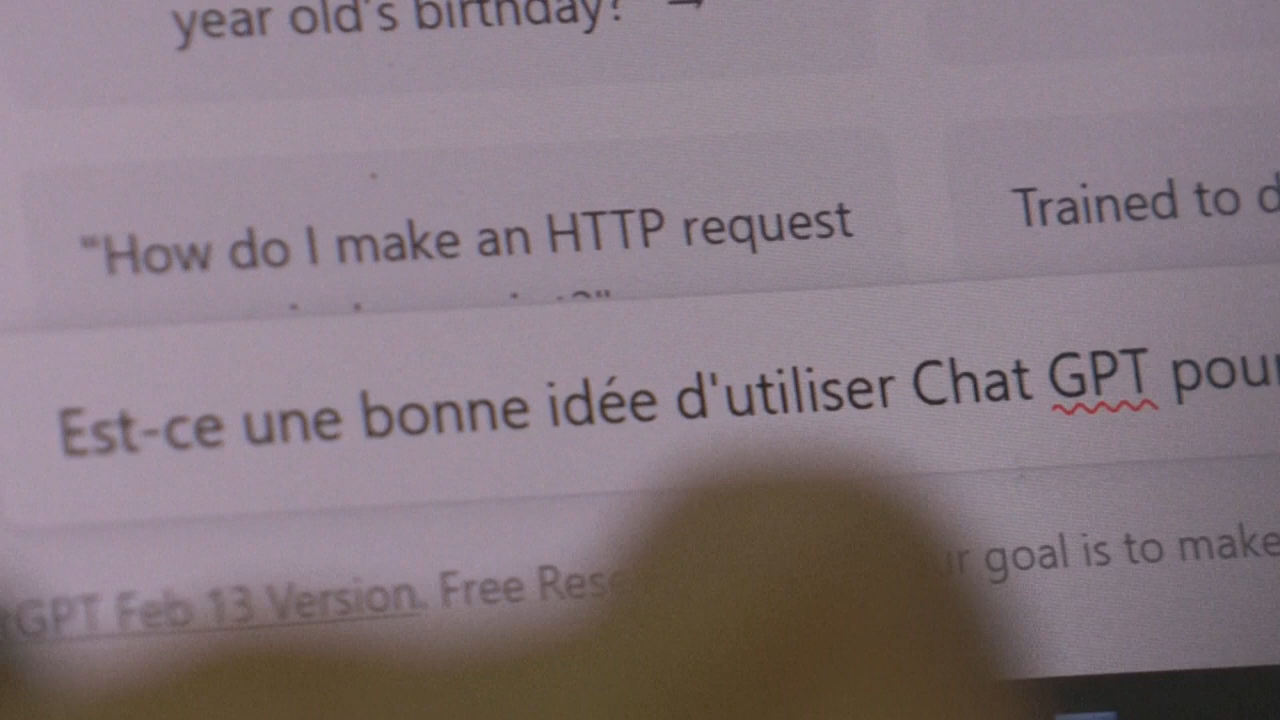 year old's birthday?" →
"How do I make an HTTP request
Trained to d
Est-ce une bonne idée d'utiliser Chat GPT pour
GPT Feb 13 Version. Free Res
r goal is to make